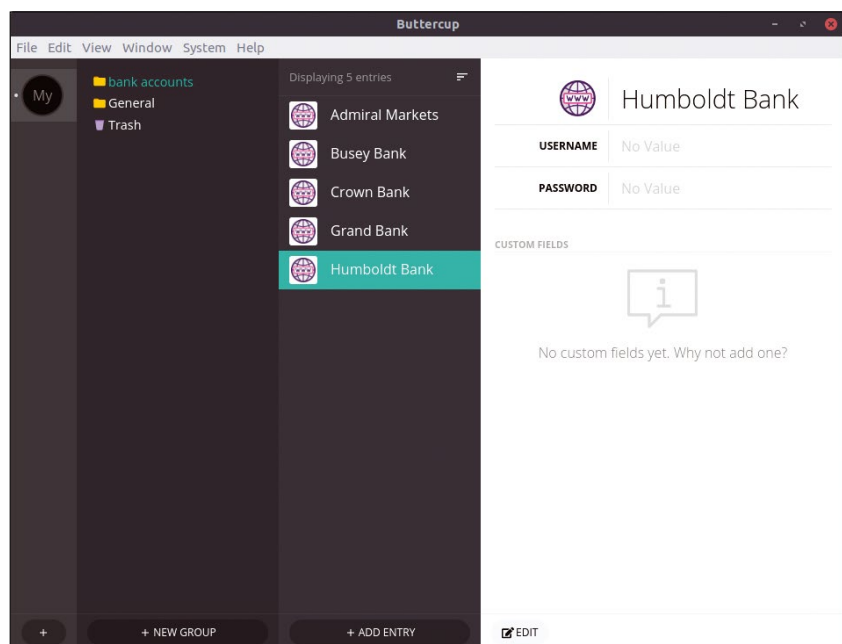 Buttercup
File Edit View Window System Help
My
bank accounts
General
Trash
+ NEW GROUP
Displaying 5 entries
Admiral Markets
Busey Bank
Crown Bank
Grand Bank
Humboldt Bank
+ ADD ENTRY
www Humboldt Bank
USERNAME No Value
PASSWORD No Value
CUSTOM FIELDS
i
No custom fields yet. Why not add one?
EDIT